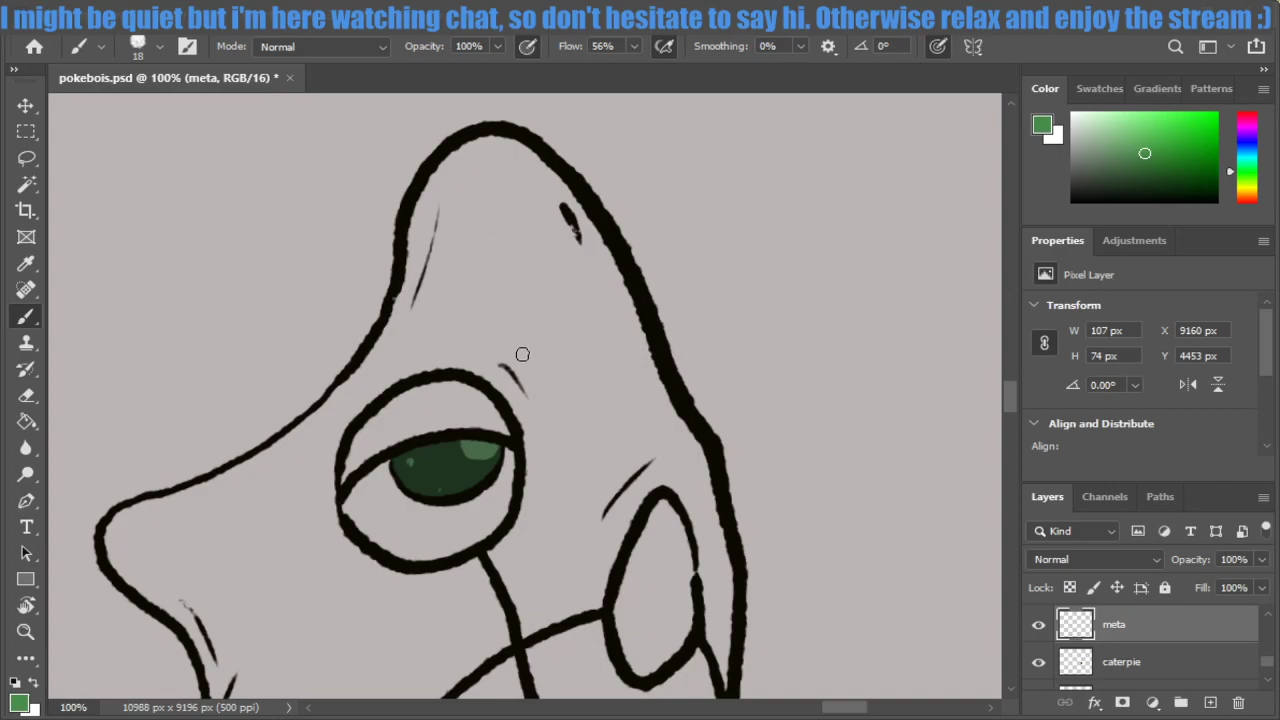 I might be quiet but i'm here watching chat, so don't hesitate to say hi. Otherwise relax and enjoy the stream :)
18 Mode: Normal Opacity: 100% Flow: 56% Smoothing: 0% 0°
pokebois.psd @ 100% (meta, RGB/16) *
Color Swatches Gradients Patterns
Properties Adjustments
Pixel Layer
Transform
W 107 px X 9160 px
H 74 px Y 4453 px
0.00°
Align and Distribute
Align:
Layers Channels Paths
Kind
Normal Opacity: 100%
Lock: Fill: 100%
meta
caterpie
100% 10988 px x 9196 px (500 ppi)